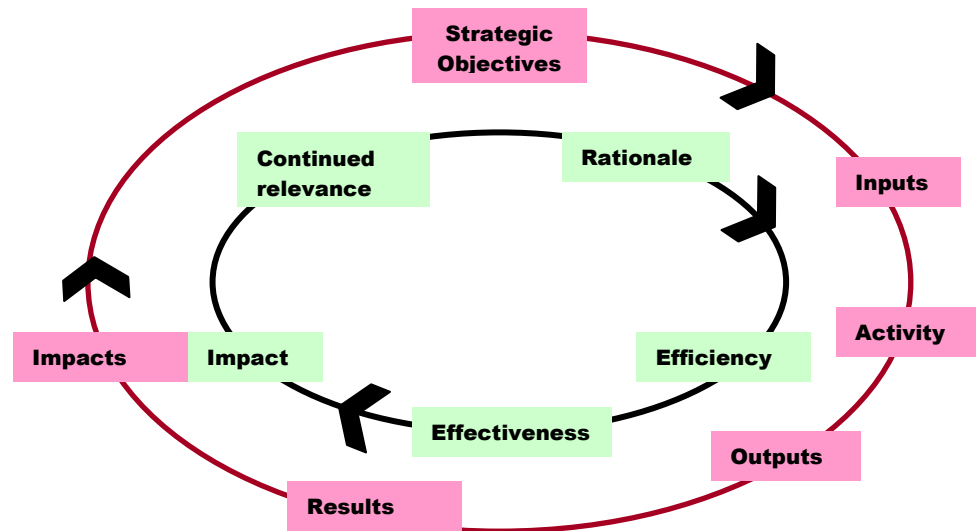 Strategic
Objectives
Continued
relevance
Rationale
Inputs
Activity
Impacts
Impact
Efficiency
Effectiveness
Outputs
Results